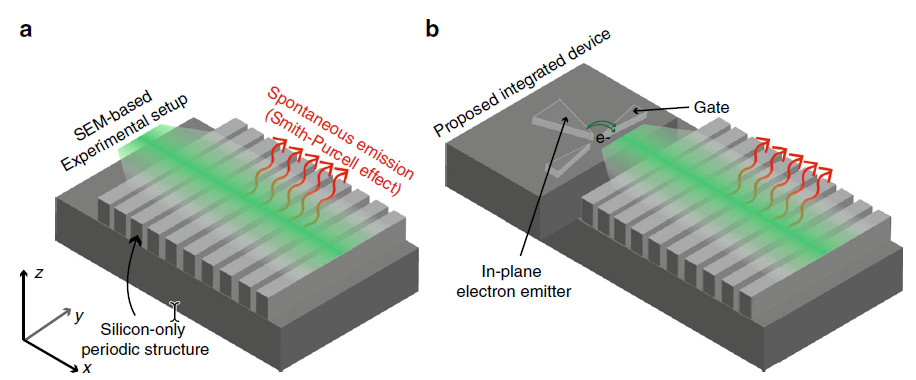 a
SEM-based
Experimental setup
Spontaneous emission
(Smith-Purcell effect)
Silicon-only
periodic structure
z
y
x
b
Proposed integrated device
Gate
e-
In-plane
electron emitter